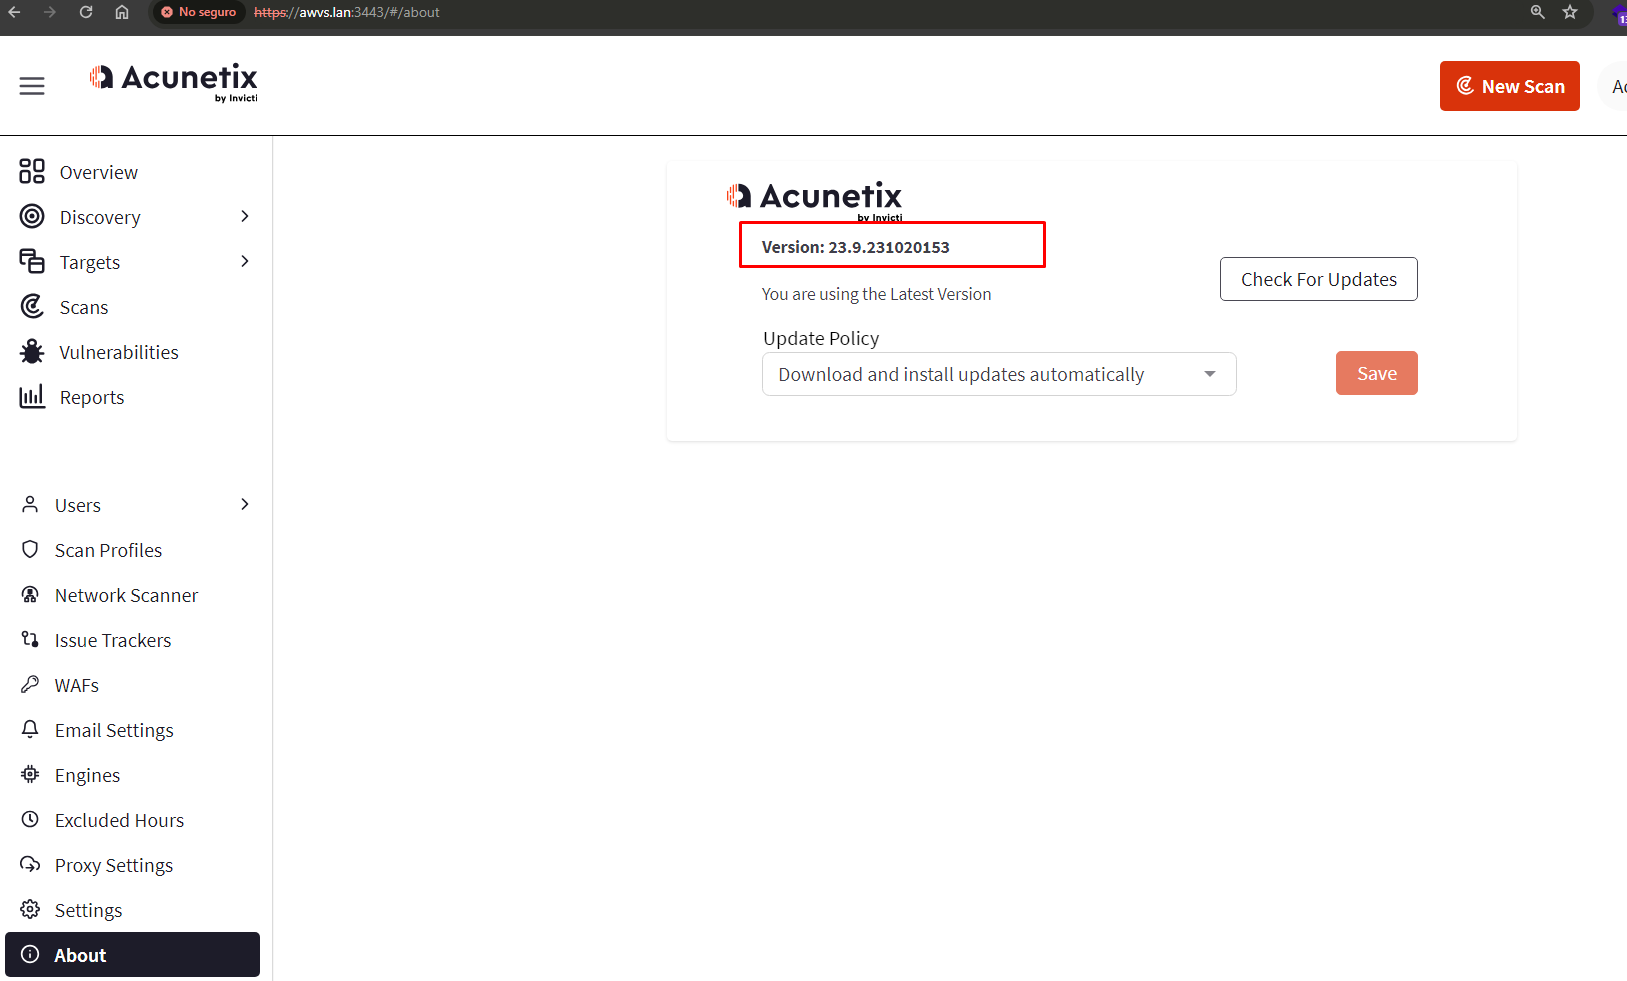 No seguro https://awvs.lan:3443/#/about
13
Acunetix
by Invicti
New Scan
Overview
Discovery
Targets
Scans
Vulnerabilities
Reports
Users
Scan Profiles
Network Scanner
Issue Trackers
WAFs
Email Settings
Engines
Excluded Hours
Proxy Settings
Settings
About
Acunetix
by Invicti
Version: 23.9.231020153
You are using the Latest Version
Check For Updates
Update Policy
Download and install updates automatically
Save